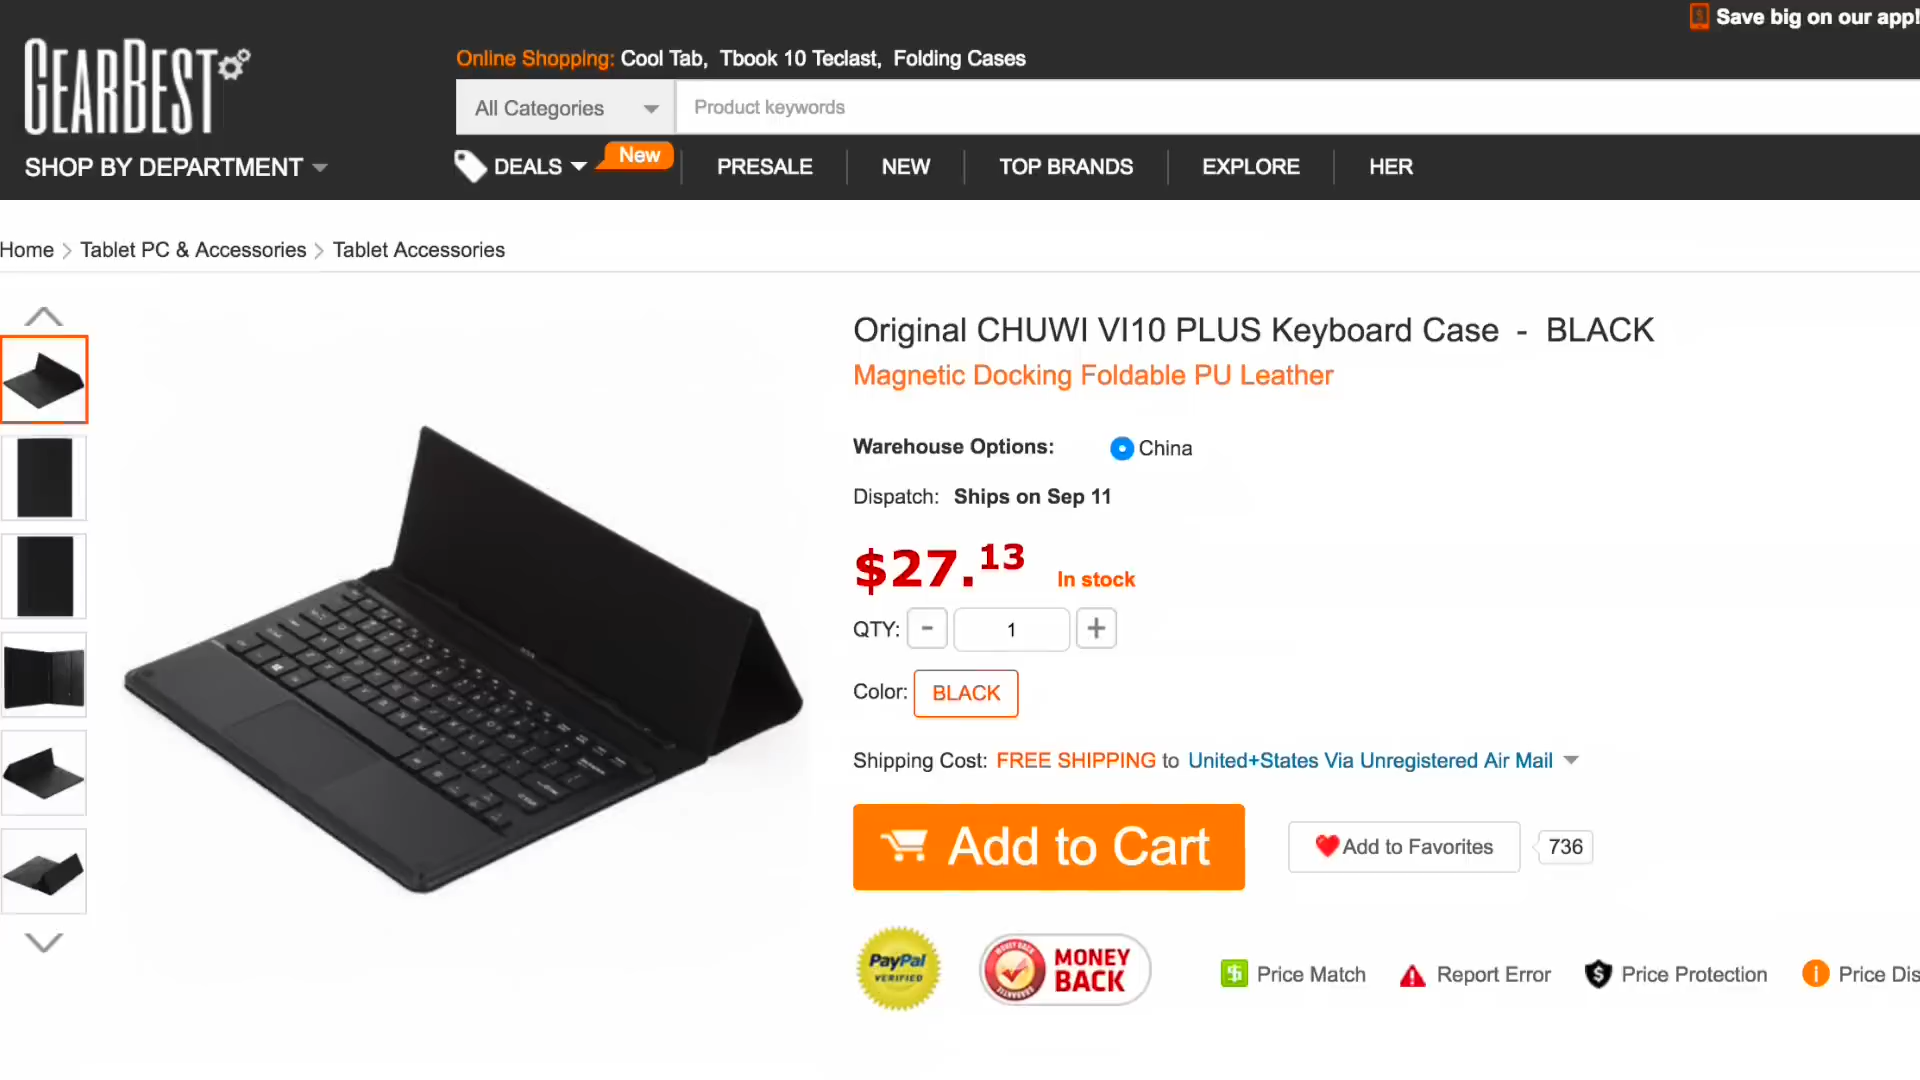 Save big on our app!
GEARBEST
Online Shopping: Cool Tab, Tbook 10 Teclast, Folding Cases
All Categories
Product keywords
SHOP BY DEPARTMENT
DEALS
New
PRESALE
NEW
TOP BRANDS
EXPLORE
HER
Home > Tablet PC & Accessories > Tablet Accessories
Original CHUWI VI10 PLUS Keyboard Case - BLACK
Magnetic Docking Foldable PU Leather
Warehouse Options: China
Dispatch: Ships on Sep 11
$27.13 In stock
QTY: - 1 +
Color: BLACK
Shipping Cost: FREE SHIPPING to United+States Via Unregistered Air Mail
Add to Cart
Add to Favorites
736
PayPal
VERIFIED
MONEY BACK
GUARANTEE
MONEY
BACK
Price Match
Report Error
Price Protection
Price Dis